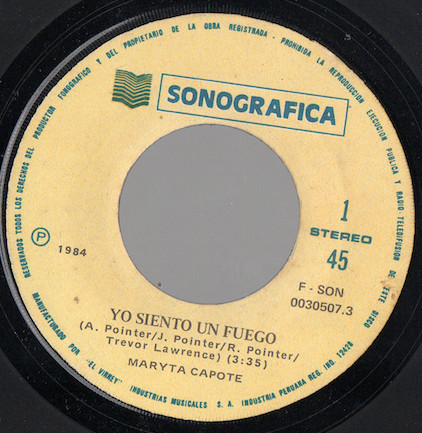 RESERVADOS TODOS LOS DERECHOS DEL PRODUCTOR FONOGRAFICO Y DEL PROPIETARIO DE LA OBRA REGISTRADA - PROHIBIDA LA REPRODUCCION EJECUCION PUBLICA Y RADIO TELEDIFUSION DE ESTE DISCO
SONOGRAFICA
1
STEREO
45
P 1984
F - SON
0030507.3
YO SIENTO UN FUEGO
(A. Pointer/J. Pointer/R. Pointer/
Trevor Lawrence) (3:35)
MARYTA CAPOTE
MANUFACTURADO POR "EL VIRREY" INDUSTRIAS MUSICALES S. A. INDUSTRIA PERUANA REG. IND. 12428